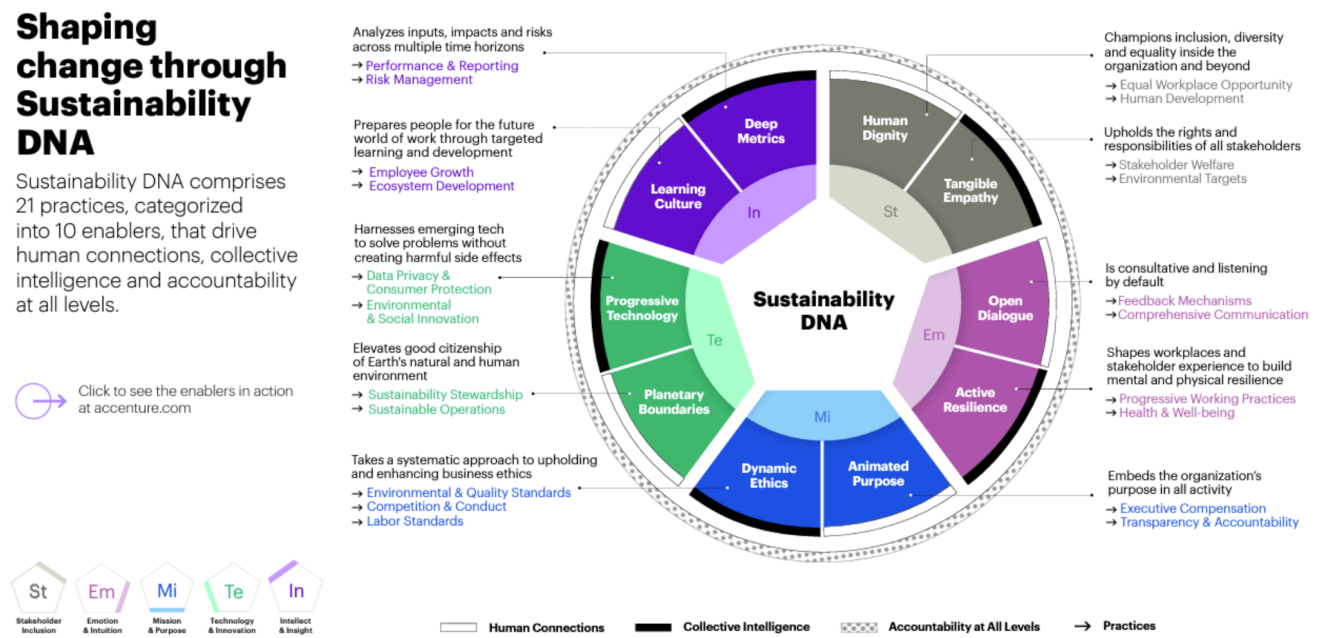 Shaping
change through
Sustainability
DNA
Sustainability DNA comprises
21 practices, categorized
into 10 enablers, that drive
human connections, collective
intelligence and accountability
at all levels.
Click to see the enablers in action
at accenture.com
Analyzes inputs, impacts and risks
across multiple time horizons
→ Performance & Reporting
→ Risk Management
Prepares people for the future
world of work through targeted
learning and development
→ Employee Growth
→ Ecosystem Development
Harnesses emerging tech
to solve problems without
creating harmful side effects
→ Data Privacy &
Consumer Protection
→ Environmental
& Social Innovation
Elevates good citizenship
of Earth's natural and human
environment
→ Sustainability Stewardship
→ Sustainable Operations
Takes a systematic approach to upholding
and enhancing business ethics
→ Environmental & Quality Standards
→ Competition & Conduct
→ Labor Standards
Deep
Metrics
Learning
Culture
In
Progressive
Technology
Planetary
Boundaries
Te
Dynamic
Ethics
Animated
Purpose
Mi
Sustainability
DNA
Human
Dignity
Tangible
Empathy
St
Open
Dialogue
Active
Resilience
Em
Champions inclusion, diversity
and equality inside the
organization and beyond
→ Equal Workplace Opportunity
→ Human Development
Upholds the rights and
responsibilities of all stakeholders
→ Stakeholder Welfare
→ Environmental Targets
Is consultative and listening
by default
→ Feedback Mechanisms
→ Comprehensive Communication
Shapes workplaces and
stakeholder experience to build
mental and physical resilience
→ Progressive Working Practices
→ Health & Well-being
Embeds the organization's
purpose in all activity
→ Executive Compensation
→ Transparency & Accountability
St
Stakeholder
Inclusion
Em
Emotion
& Intuition
Mi
Mission
& Purpose
Te
Technology
& Innovation
In
Intellect
& Insight
Human Connections
Collective Intelligence
Accountability at All Levels
→ Practices